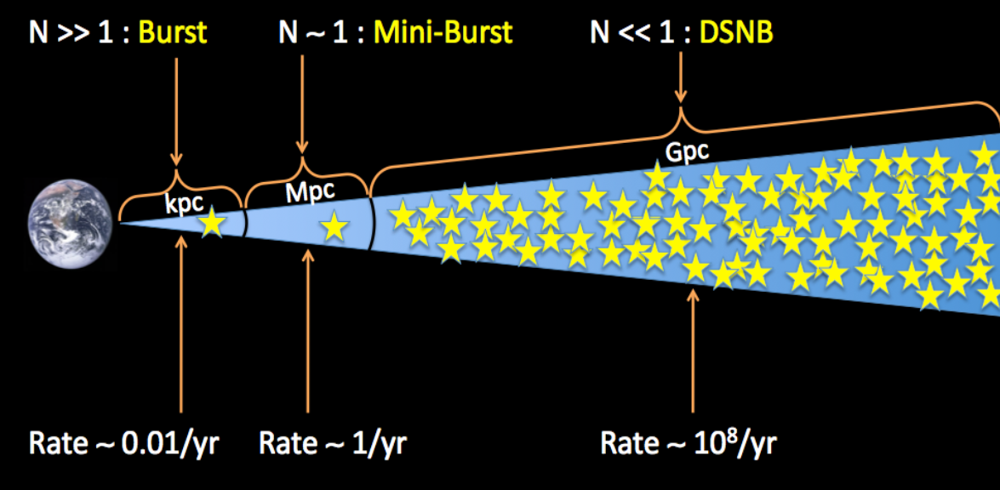 N >> 1 : Burst
N ~ 1 : Mini-Burst
N << 1 : DSNB
kpc
Mpc
Gpc
Rate ~ 0.01/yr
Rate ~ 1/yr
Rate ~ 10⁸/yr